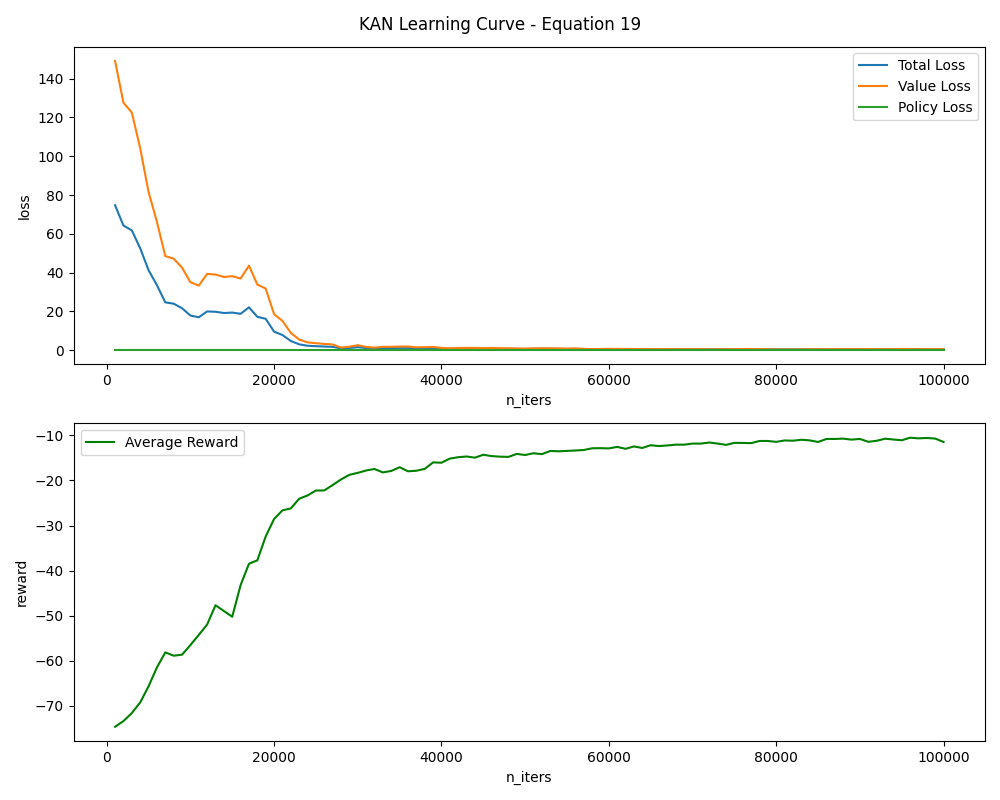 KAN Learning Curve - Equation 19
Total Loss
Value Loss
Policy Loss
140
120
100
80
60
40
20
0
loss
0 20000 40000 60000 80000 100000
n_iters
Average Reward
−10
−20
−30
−40
−50
−60
−70
reward
0 20000 40000 60000 80000 100000
n_iters